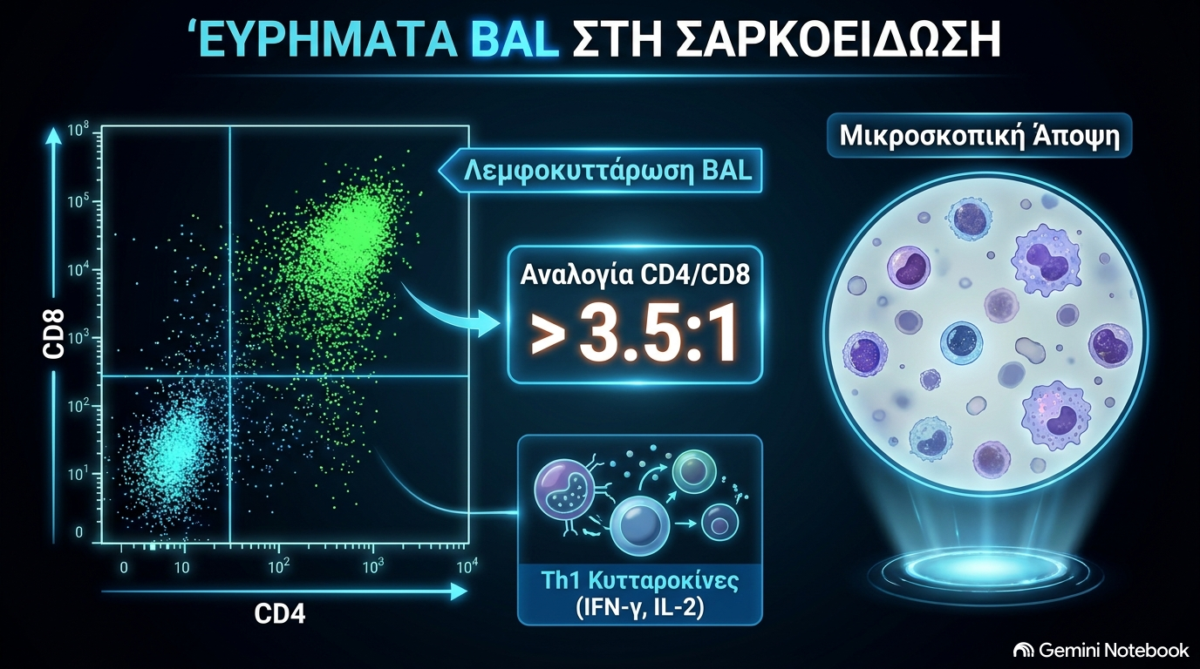 ‘ΕΥΡΗΜΑΤΑ BAL ΣΤΗ ΣΑΡΚΟΕΙΔΩΣΗ
10⁸
10⁵
10⁴
10³
10²
10¹
0
CD8
0
10
10²
10³
10⁴
CD4
Λεμφοκυττάρωση BAL
Αναλογία CD4/CD8
> 3.5:1
Th1 Κυτταροκίνες
(IFN-γ, IL-2)
Μικροσκοπική Άποψη
Gemini Notebook